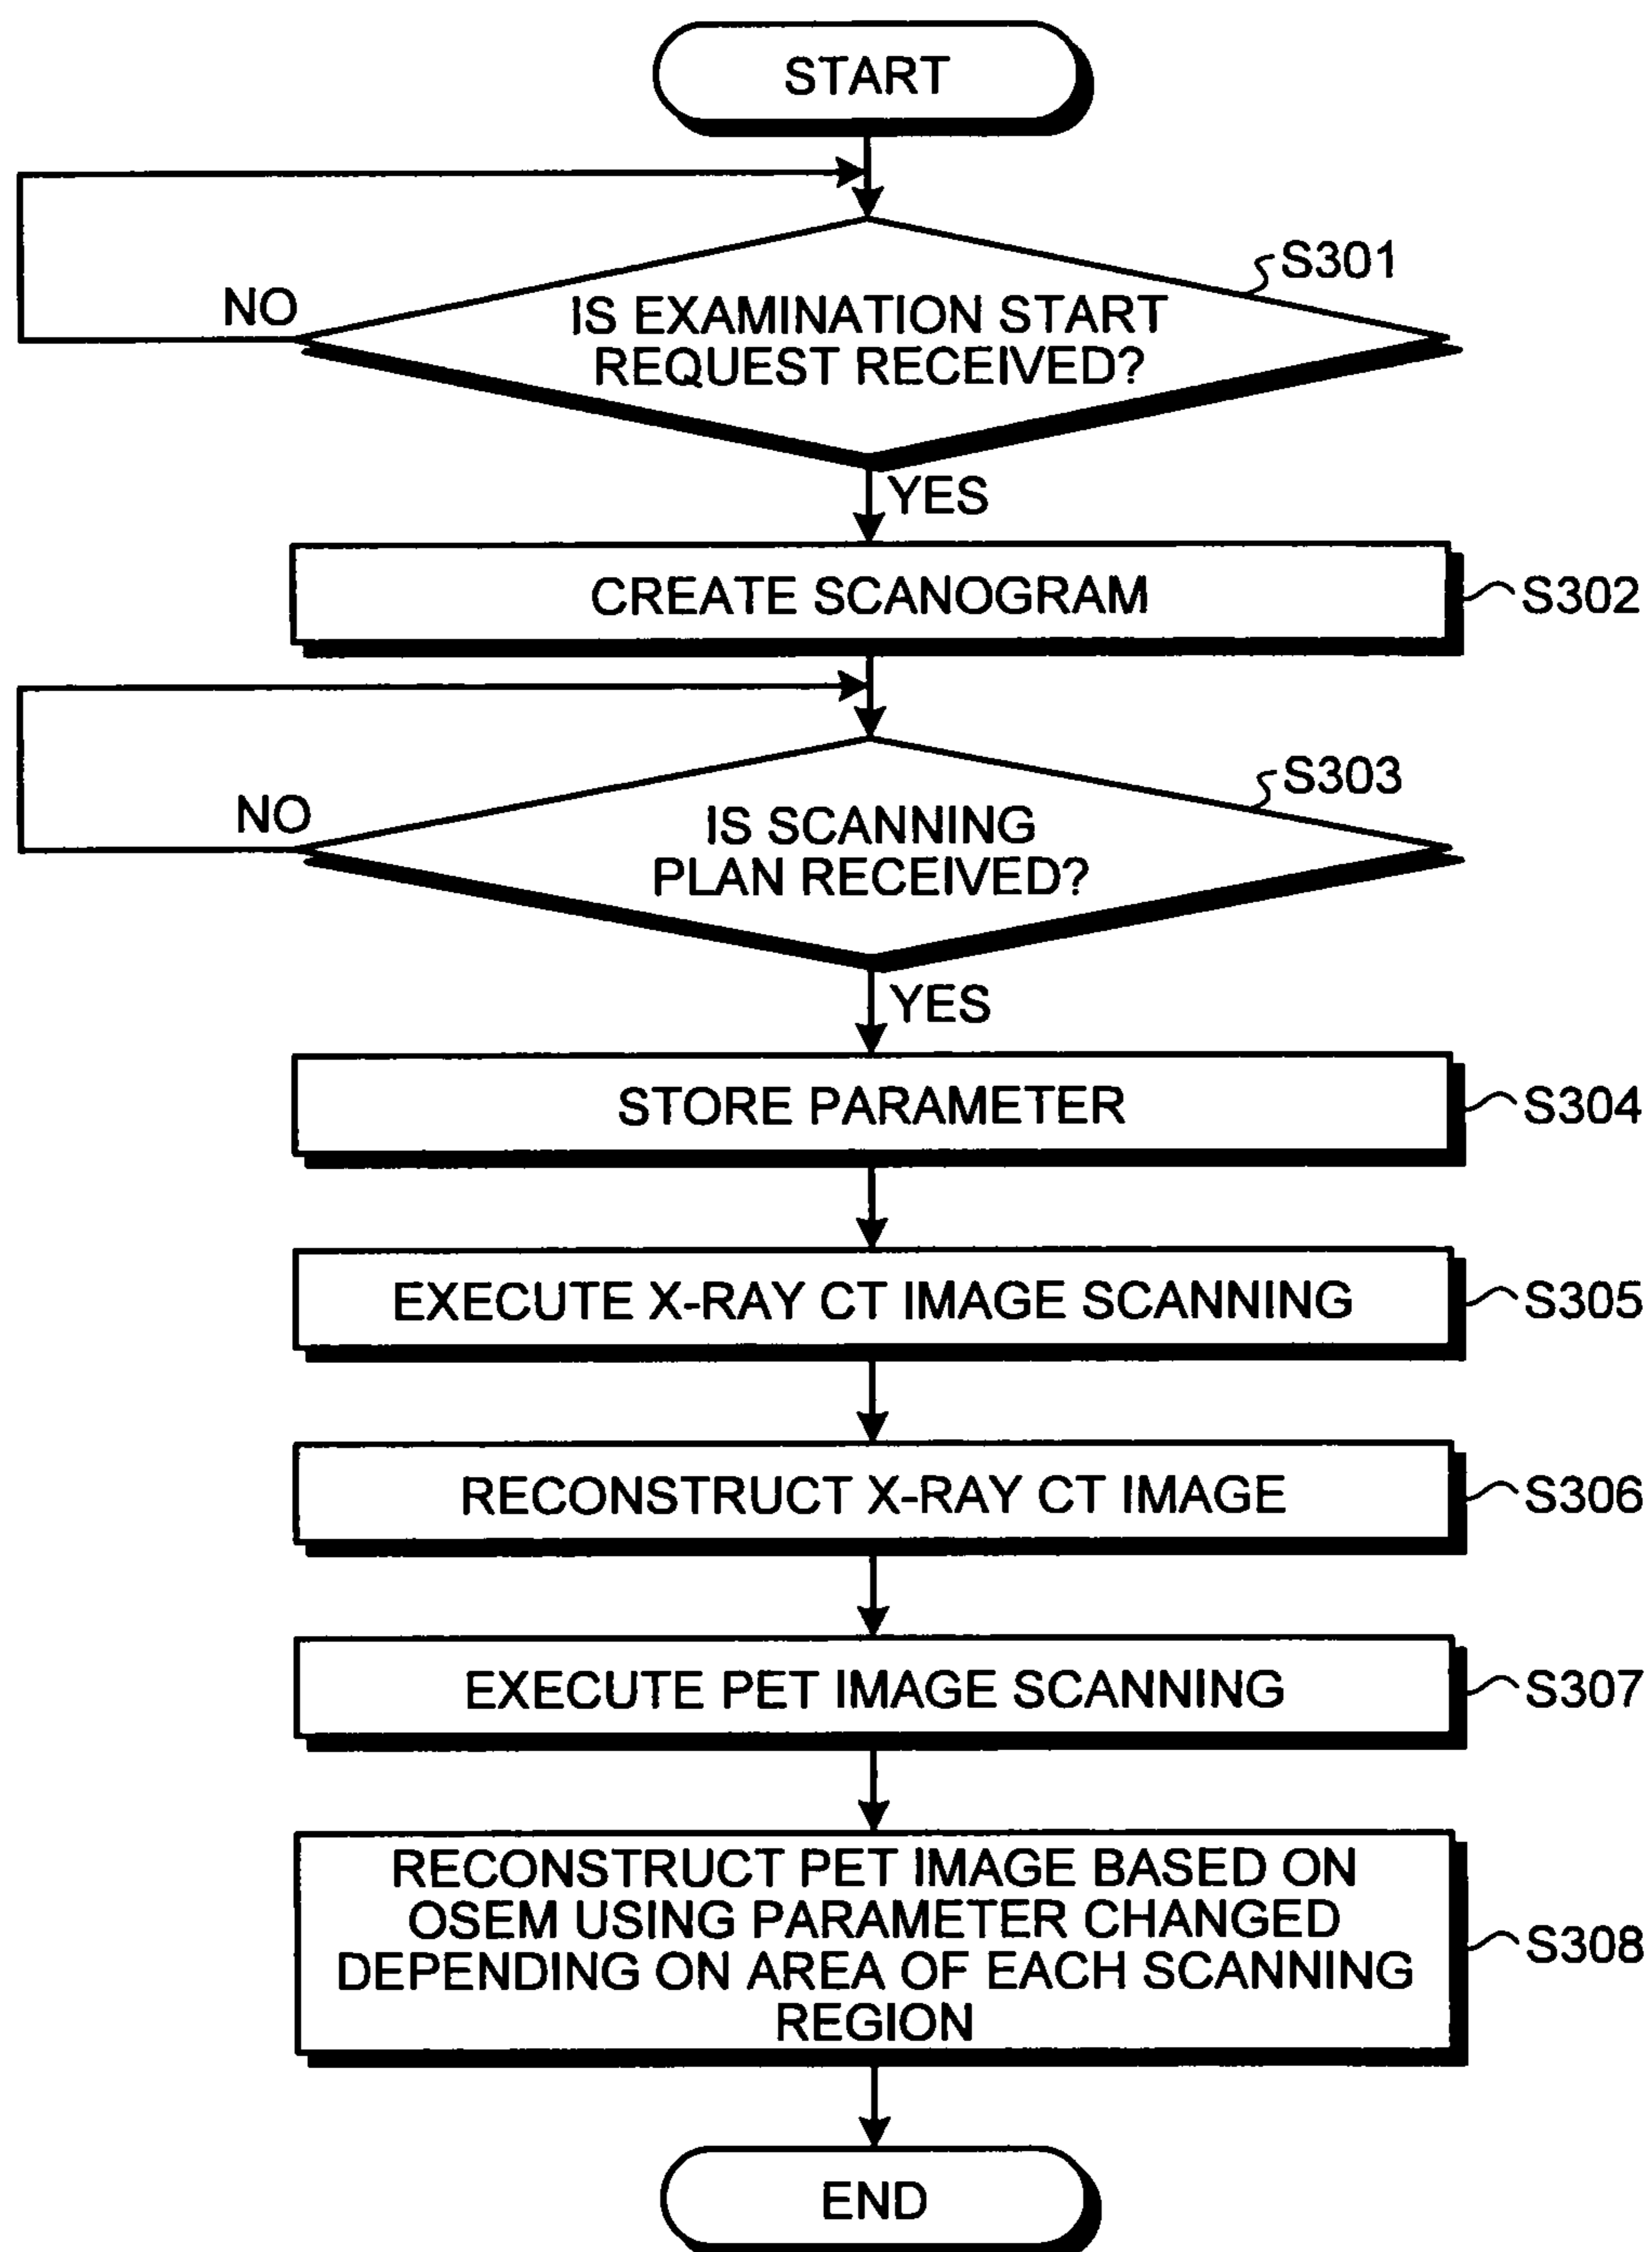 START
S301
NO
IS EXAMINATION START
REQUEST RECEIVED?
YES
CREATE SCANOGRAM
S302
S303
NO
IS SCANNING
PLAN RECEIVED?
YES
STORE PARAMETER
S304
EXECUTE X-RAY CT IMAGE SCANNING
S305
RECONSTRUCT X-RAY CT IMAGE
S306
EXECUTE PET IMAGE SCANNING
S307
RECONSTRUCT PET IMAGE BASED ON
OSEM USING PARAMETER CHANGED
DEPENDING ON AREA OF EACH SCANNING
REGION
S308
END